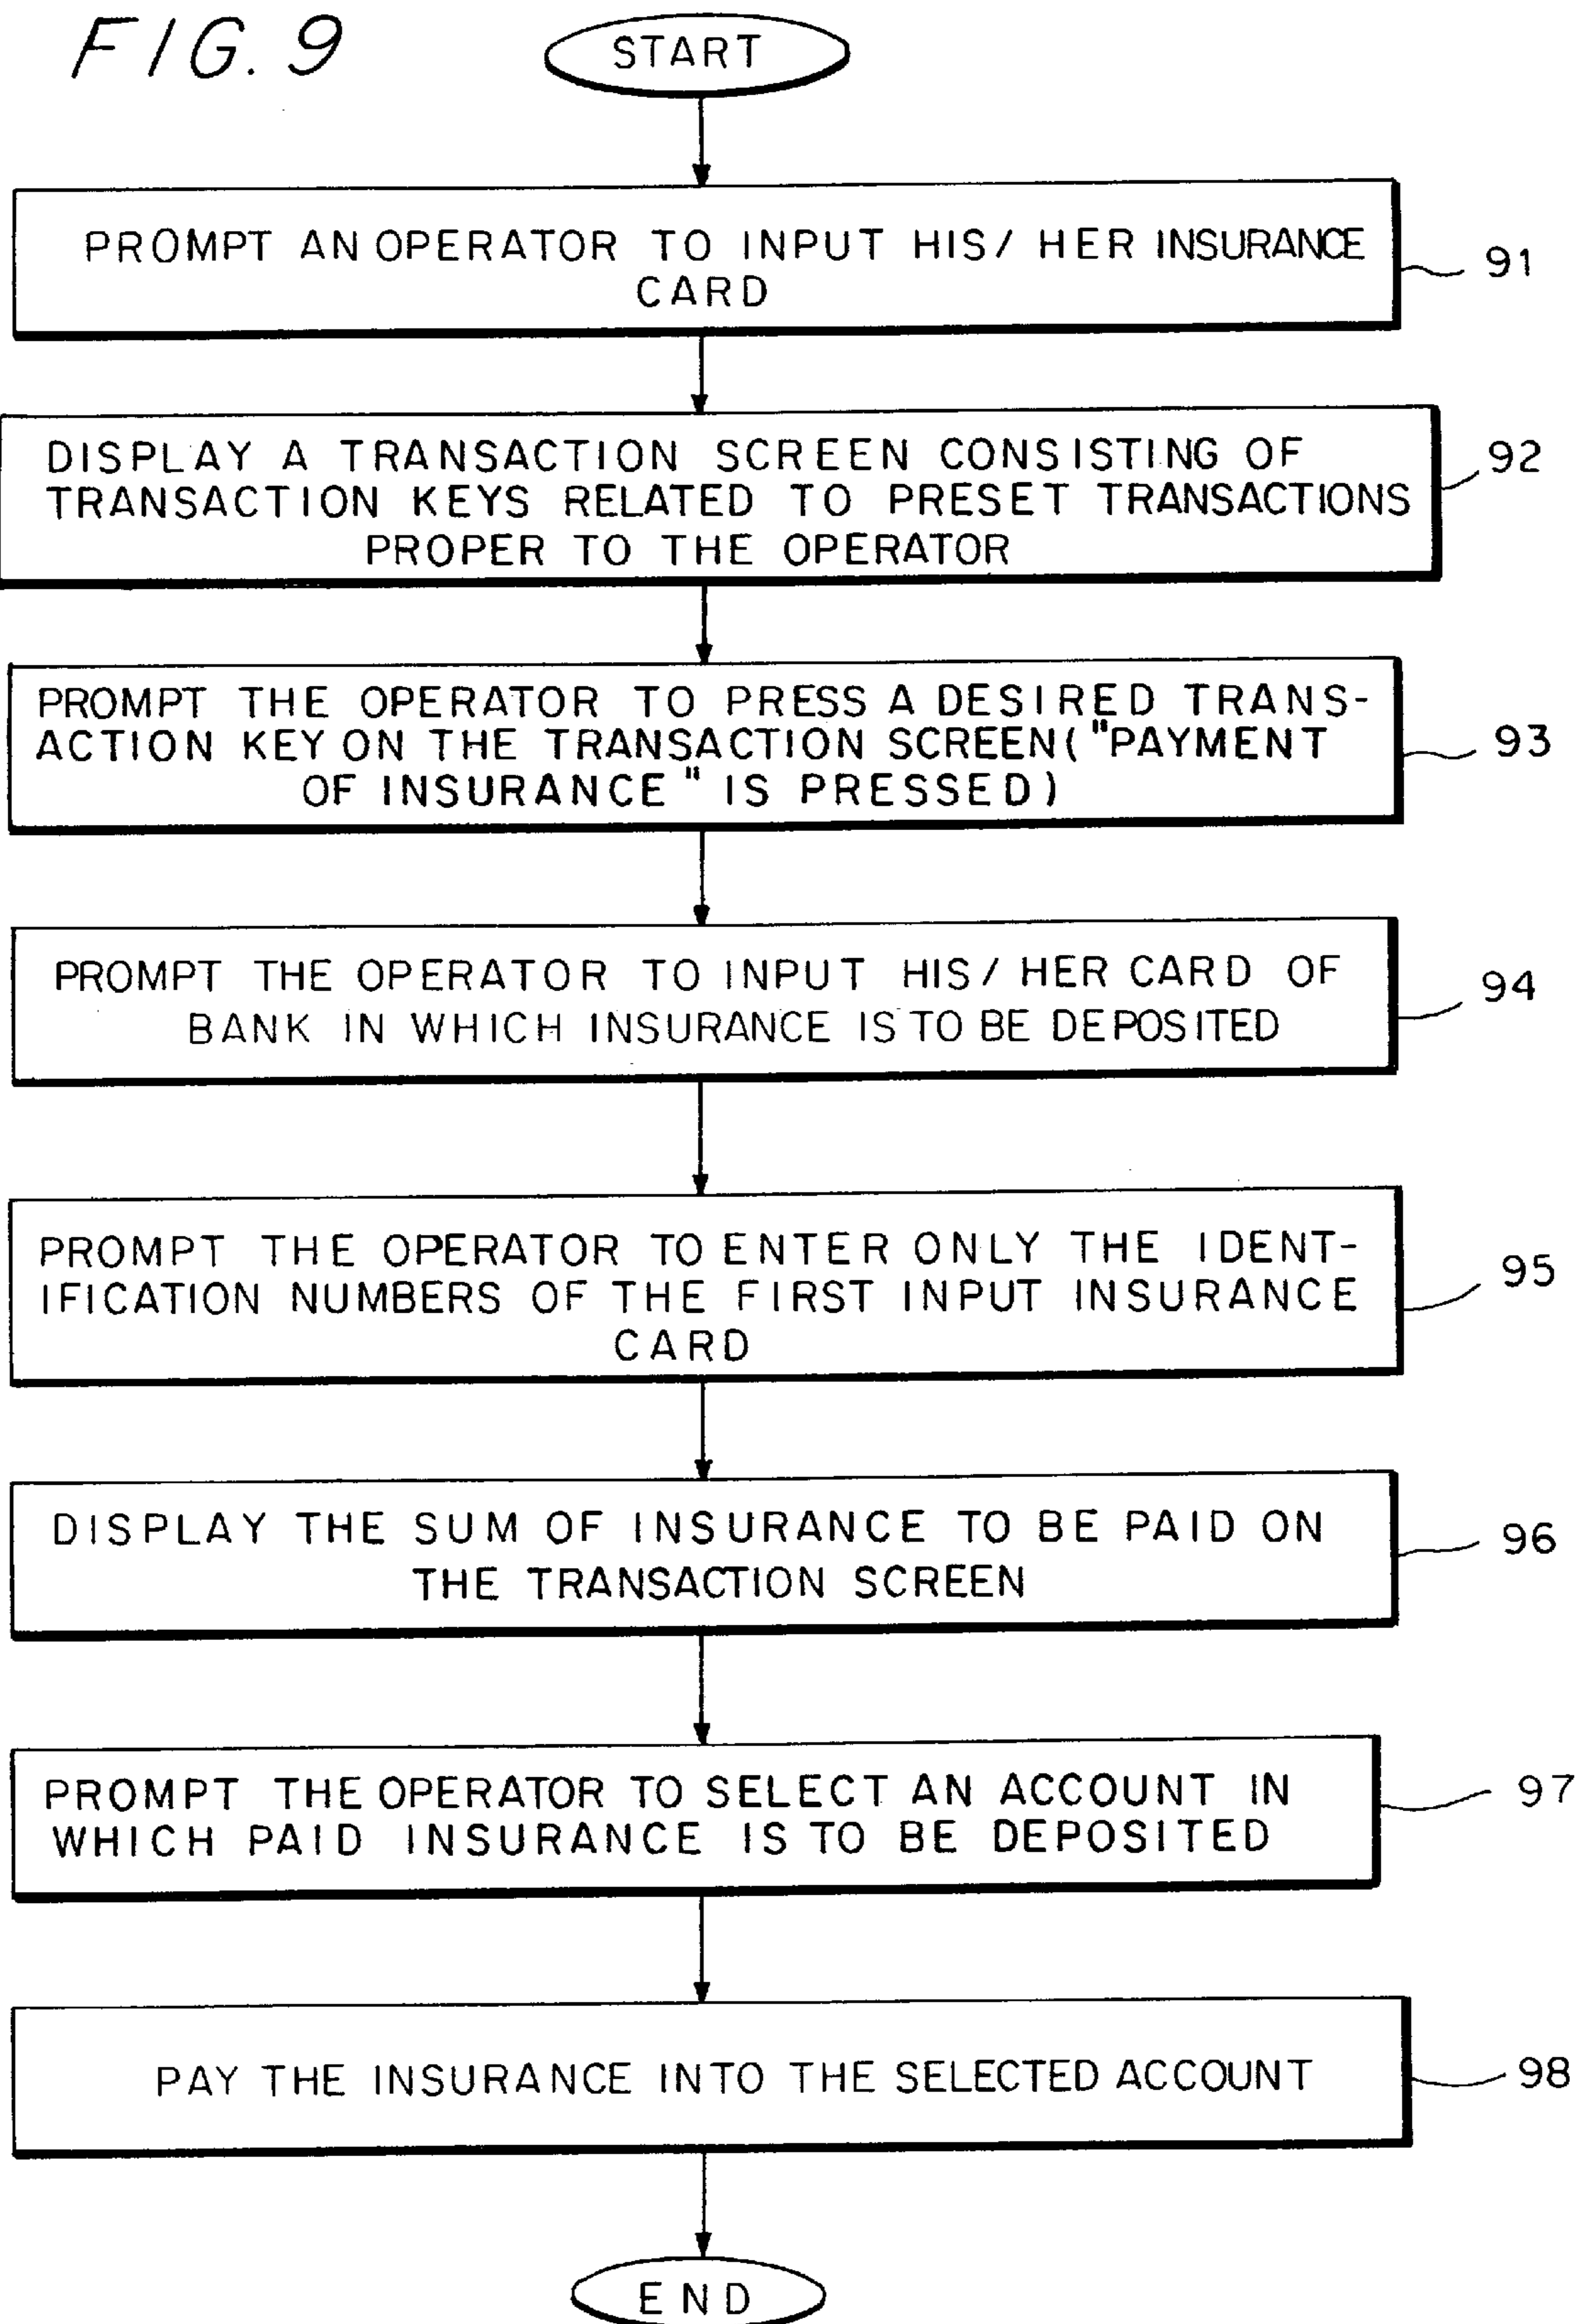 FIG. 9
START
PROMPT AN OPERATOR TO INPUT HIS/ HER INSURANCE
CARD
91
DISPLAY A TRANSACTION SCREEN CONSISTING OF
TRANSACTION KEYS RELATED TO PRESET TRANSACTIONS
PROPER TO THE OPERATOR
92
PROMPT THE OPERATOR TO PRESS A DESIRED TRANS-
ACTION KEY ON THE TRANSACTION SCREEN ("PAYMENT
OF INSURANCE" IS PRESSED)
93
PROMPT THE OPERATOR TO INPUT HIS/ HER CARD OF
BANK IN WHICH INSURANCE IS TO BE DEPOSITED
94
PROMPT THE OPERATOR TO ENTER ONLY THE IDENT-
IFICATION NUMBERS OF THE FIRST INPUT INSURANCE
CARD
95
DISPLAY THE SUM OF INSURANCE TO BE PAID ON
THE TRANSACTION SCREEN
96
PROMPT THE OPERATOR TO SELECT AN ACCOUNT IN
WHICH PAID INSURANCE IS TO BE DEPOSITED
97
PAY THE INSURANCE INTO THE SELECTED ACCOUNT
98
END